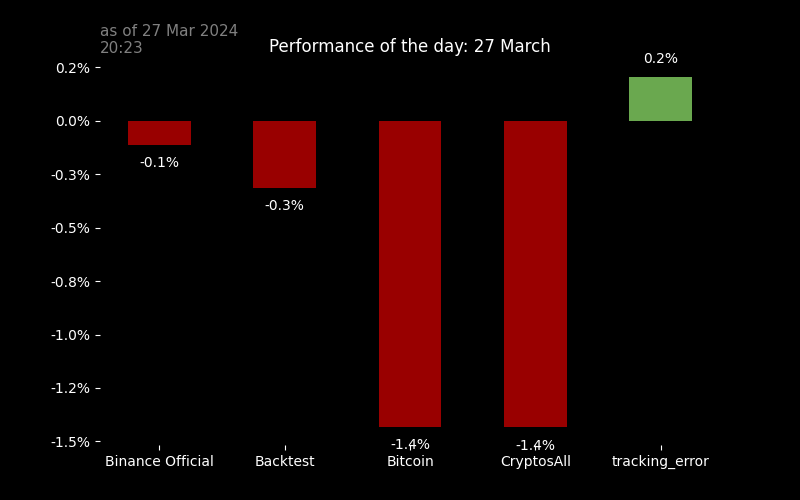 as of 27 Mar 2024
20:23
Performance of the day: 27 March
0.2%
0.2%
0.0%
-0.1%
-0.3%
-0.3%
-0.5%
-0.8%
-1.0%
-1.2%
-1.5%
-1.4%
-1.4%
Binance Official
Backtest
Bitcoin
CryptosAll
tracking_error